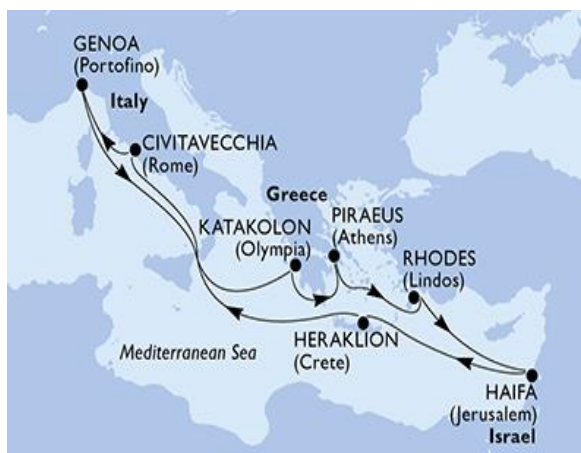 GENOA
(Portofino)
Italy
CIVITAVECCHIA
(Rome)
Greece
PIRAEUS
(Athens)
KATAKOLON
(Olympia)
RHODES
(Lindos)
HERAKLION
(Crete)
Mediterranean Sea
HAIFA
(Jerusalem)
Israel